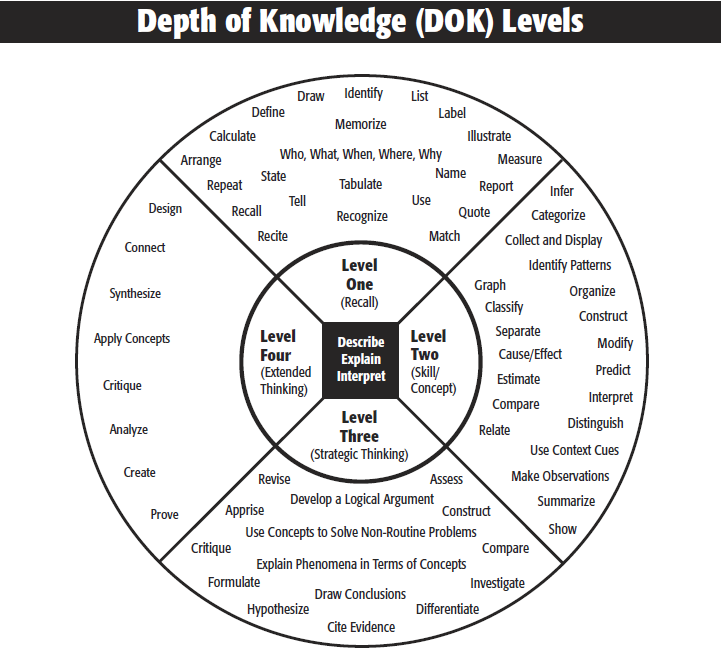 Depth of Knowledge (DOK) Levels
Draw
Identify
List
Define
Label
Memorize
Calculate
Illustrate
Who, What, When, Where, Why
Arrange
Measure
State
Name
Repeat
Tabulate
Report
Tell
Use
Recall
Quote
Recognize
Recite
Match
Level
One
(Recall)
Infer
Categorize
Collect and Display
Identify Patterns
Graph
Organize
Classify
Construct
Separate
Modify
Cause/Effect
Predict
Estimate
Interpret
Compare
Distinguish
Relate
Use Context Cues
Make Observations
Summarize
Show
Level
Two
(Skill/
Concept)
Describe
Explain
Interpret
Level
Three
(Strategic Thinking)
Revise
Assess
Develop a Logical Argument
Apprise
Construct
Use Concepts to Solve Non-Routine Problems
Critique
Compare
Explain Phenomena in Terms of Concepts
Formulate
Investigate
Draw Conclusions
Hypothesize
Differentiate
Cite Evidence
Level
Four
(Extended
Thinking)
Design
Connect
Synthesize
Apply Concepts
Critique
Analyze
Create
Prove